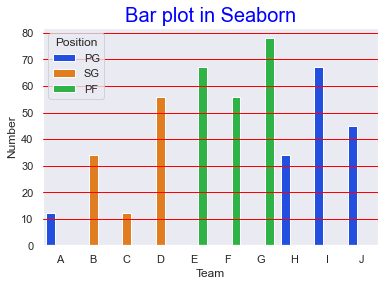 Bar plot in Seaborn
Position
PG
SG
PF
80
70
60
50
40
30
20
10
0
Number
A B C D E F G H I J
Team